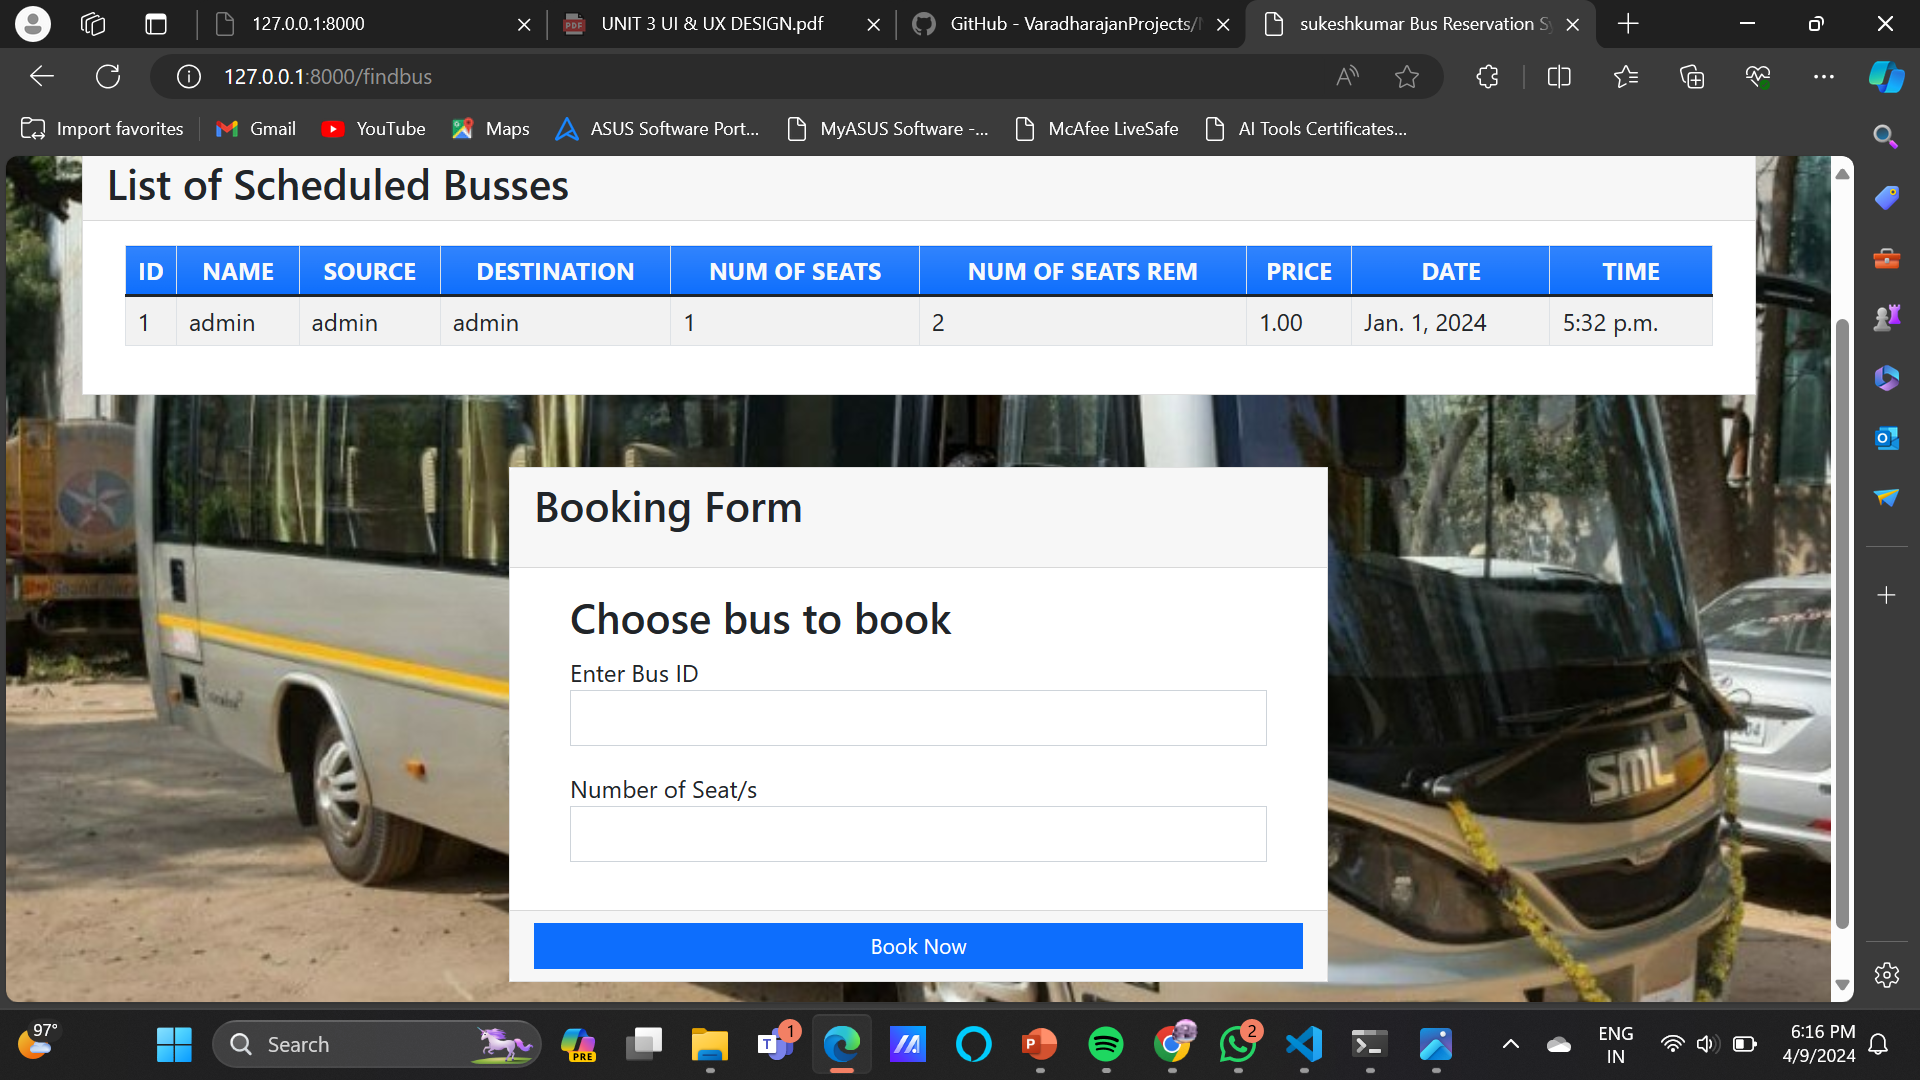 127.0.0.1:8000
UNIT 3 UI & UX DESIGN.pdf
GitHub - VaradharajanProjects/
sukeshkumar Bus Reservation S
127.0.0.1:8000/findbus
Import favorites
Gmail
YouTube
Maps
ASUS Software Port...
MyASUS Software -...
McAfee LiveSafe
AI Tools Certificates...
List of Scheduled Busses
ID NAME SOURCE DESTINATION NUM OF SEATS NUM OF SEATS REM PRICE DATE TIME
1 admin admin admin 1 2 1.00 Jan. 1, 2024 5:32 p.m.
Booking Form
Choose bus to book
Enter Bus ID
Number of Seat/s
SML
Book Now
97°
Search
PRE
1
2
ENG
IN
6:16 PM
4/9/2024